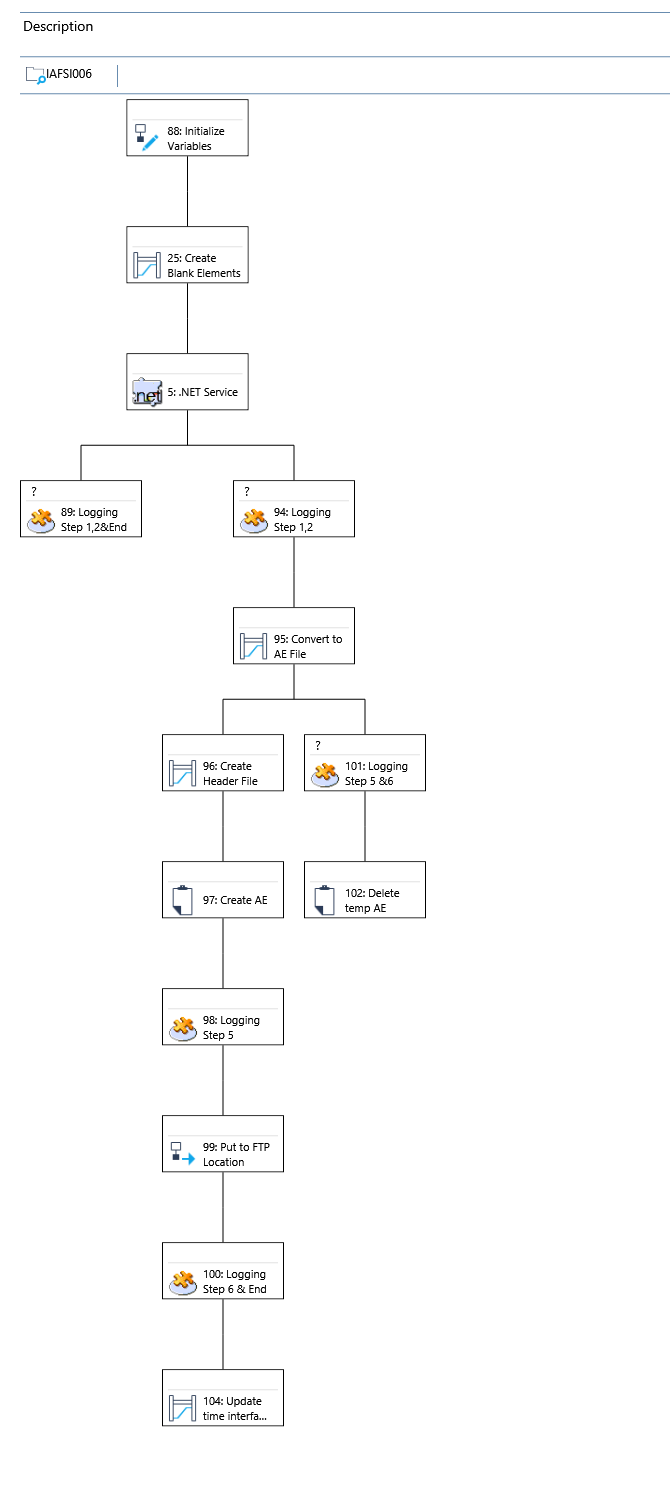 Description
IAFSI006
88: Initialize
Variables
25: Create
Blank Elements
.net
5: .NET Service
?
89: Logging
Step 1,2&End
?
94: Logging
Step 1,2
95: Convert to
AE File
96: Create
Header File
?
101: Logging
Step 5 &6
97: Create AE
102: Delete
temp AE
98: Logging
Step 5
99: Put to FTP
Location
100: Logging
Step 6 & End
104: Update
time interfa...